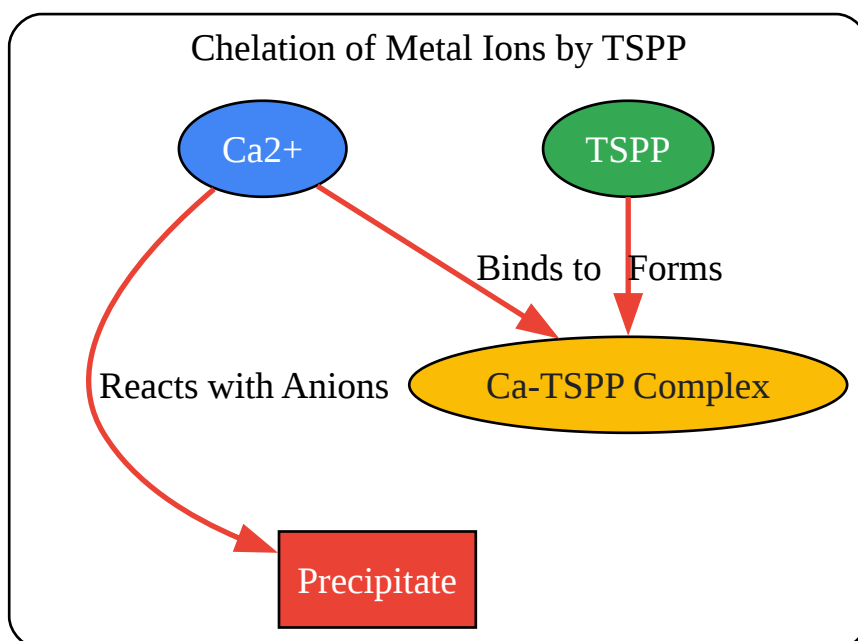 Chelation of Metal Ions by TSPP
Ca2+
TSPP
Binds to
Forms
Reacts with Anions
Ca-TSPP Complex
Precipitate